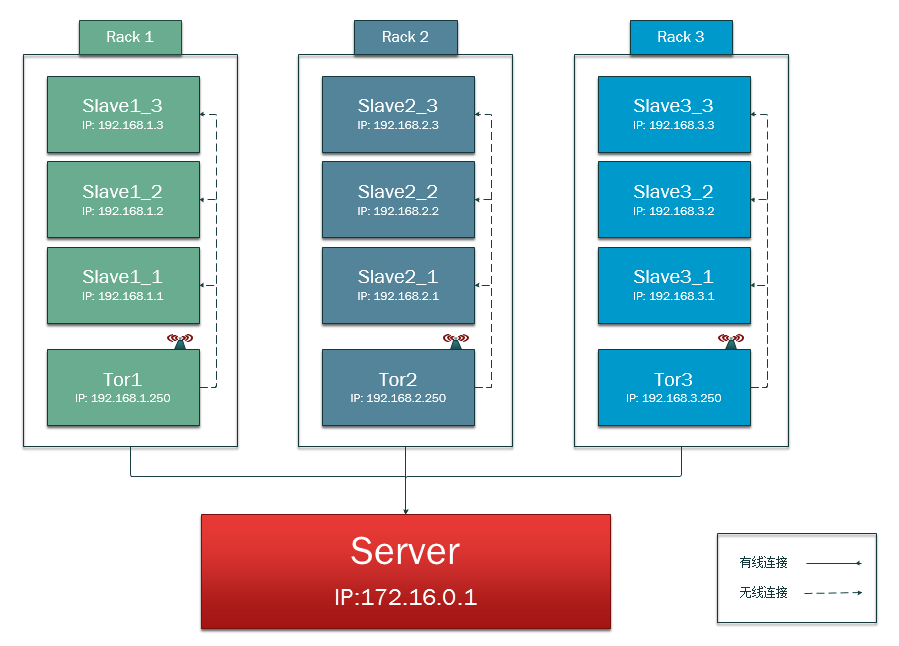 Rack 1
Slave1_3
IP: 192.168.1.3
Slave1_2
IP: 192.168.1.2
Slave1_1
IP: 192.168.1.1
Tor1
IP: 192.168.1.250
Rack 2
Slave2_3
IP: 192.168.2.3
Slave2_2
IP: 192.168.2.2
Slave2_1
IP: 192.168.2.1
Tor2
IP: 192.168.2.250
Rack 3
Slave3_3
IP: 192.168.3.3
Slave3_2
IP: 192.168.3.2
Slave3_1
IP: 192.168.3.1
Tor3
IP: 192.168.3.250
Server
IP:172.16.0.1
有线连接
无线连接